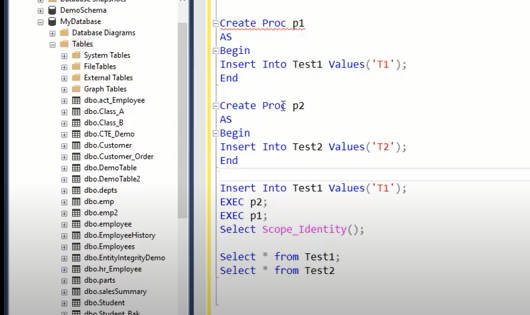 DemoSchema
MyDatabase
Database Diagrams
Tables
System Tables
FileTables
External Tables
Graph Tables
dbo.act_Employee
dbo.Class_A
dbo.Class_B
dbo.CTE_Demo
dbo.Customer
dbo.Customer_Order
dbo.DemoTable
dbo.DemoTable2
dbo.depts
dbo.emp
dbo.emp2
dbo.employee
dbo.EmployeeHistory
dbo.Employees
dbo.EntityIntegrityDemo
dbo.hr_Employee
dbo.parts
dbo.salesSummary
dbo.Student
dbo.Student_Bak
Create Proc p1
AS
Begin
Insert Into Test1 Values('T1');
End
Create Proc p2
AS
Begin
Insert Into Test2 Values('T2');
End
Insert Into Test1 Values('T1');
EXEC p2;
EXEC p1;
Select Scope_Identity();
Select * from Test1;
Select * from Test2